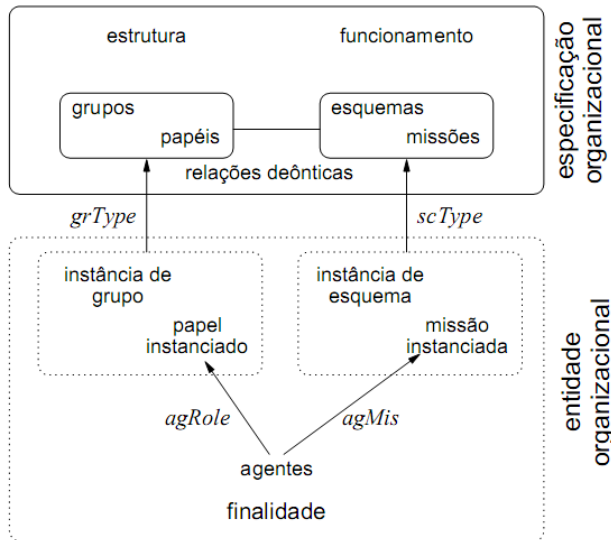 estrutura
funcionamento
grupos
papéis
esquemas
missões
relações deônticas
especificação
organizacional
grType
scType
instância de
grupo
papel
instanciado
instância de
esquema
missão
instanciada
agRole
agMis
agentes
finalidade
entidade
organizacional